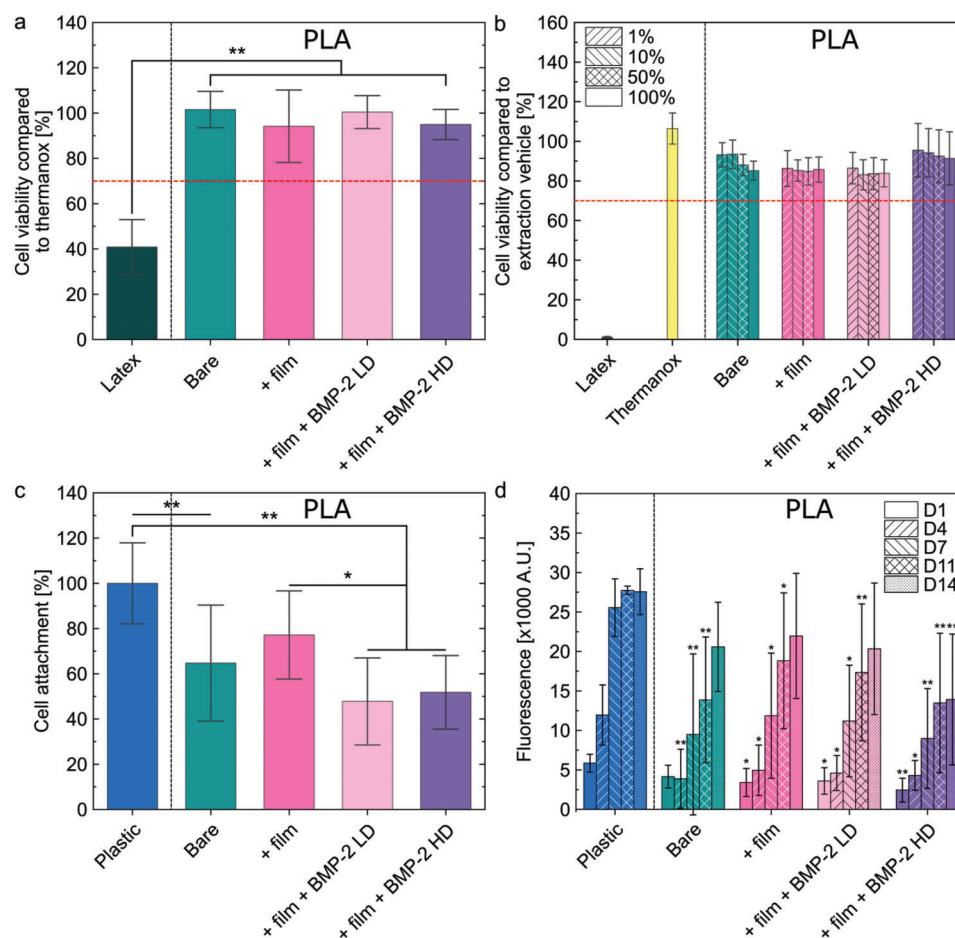 a
PLA
**
Cell viability compared
to thermanox [%]
140
120
100
80
60
40
20
0
Latex
Bare
+ film
+ film + BMP-2 LD
+ film + BMP-2 HD
b
PLA
1%
10%
50%
100%
Cell viability compared to
extraction vehicle [%]
160
140
120
100
80
60
40
20
0
Latex
Thermanox
Bare
+ film
+ film + BMP-2 LD
+ film + BMP-2 HD
c
PLA
**
**
*
Cell attachment [%]
140
120
100
80
60
40
20
0
Plastic
Bare
+ film
+ film + BMP-2 LD
+ film + BMP-2 HD
d
PLA
D1
D4
D7
D11
D14
Fluorescence [x1000 A.U.]
40
35
30
25
20
15
10
5
0
** ** **
* * * *
* * * **
** * ** ** **
Plastic
Bare
+ film
+ film + BMP-2 LD
+ film + BMP-2 HD